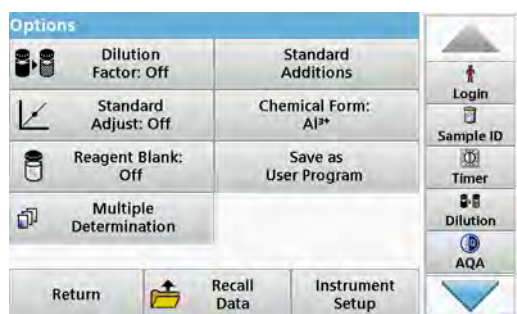 Options
Dilution
Factor: Off
Standard
Additions
Standard
Adjust: Off
Chemical Form:
Al³⁺
Reagent Blank:
Off
Save as
User Program
Multiple
Determination
Return
Recall
Data
Instrument
Setup
Login
Sample ID
Timer
Dilution
AQA